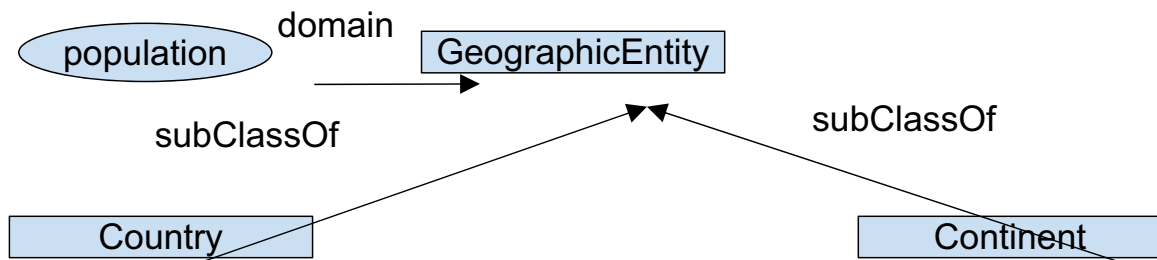 domain
population
GeographicEntity
subClassOf
subClassOf
Country
Continent